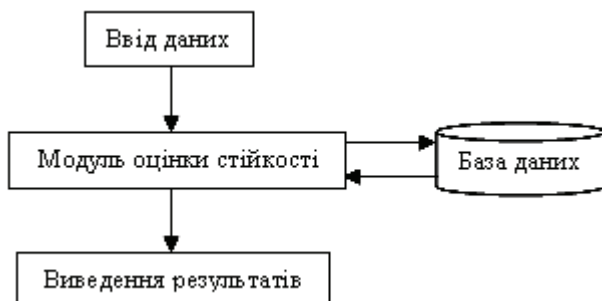 Ввід даних
Модуль оцінки стійкості
База даних
Виведення результатів